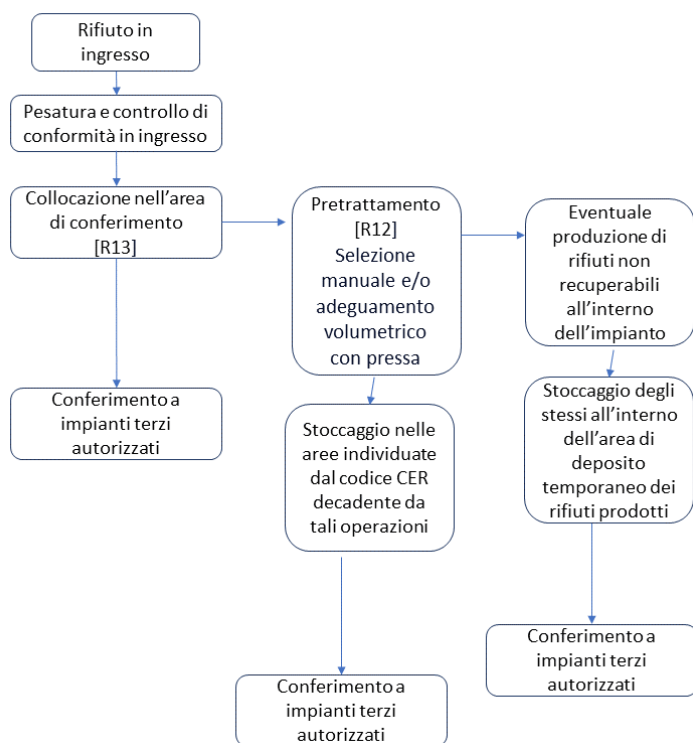 Rifiuto in
ingresso
Pesatura e controllo di
conformità in ingresso
Collocazione nell'area
di conferimento
[R13]
Conferimento a
impianti terzi
autorizzati
Pretrattamento
[R12]
Selezione
manuale e/o
adeguamento
volumetrico
con pressa
Stoccaggio nelle
aree individuate
dal codice CER
decadente da
tali operazioni
Conferimento a
impianti terzi
autorizzati
Eventuale
produzione di
rifiuti non
recuperabili
all'interno
dell'impianto
Stoccaggio degli
stessi all'interno
dell'area di
deposito
temporaneo dei
rifiuti prodotti
Conferimento a
impianti terzi
autorizzati